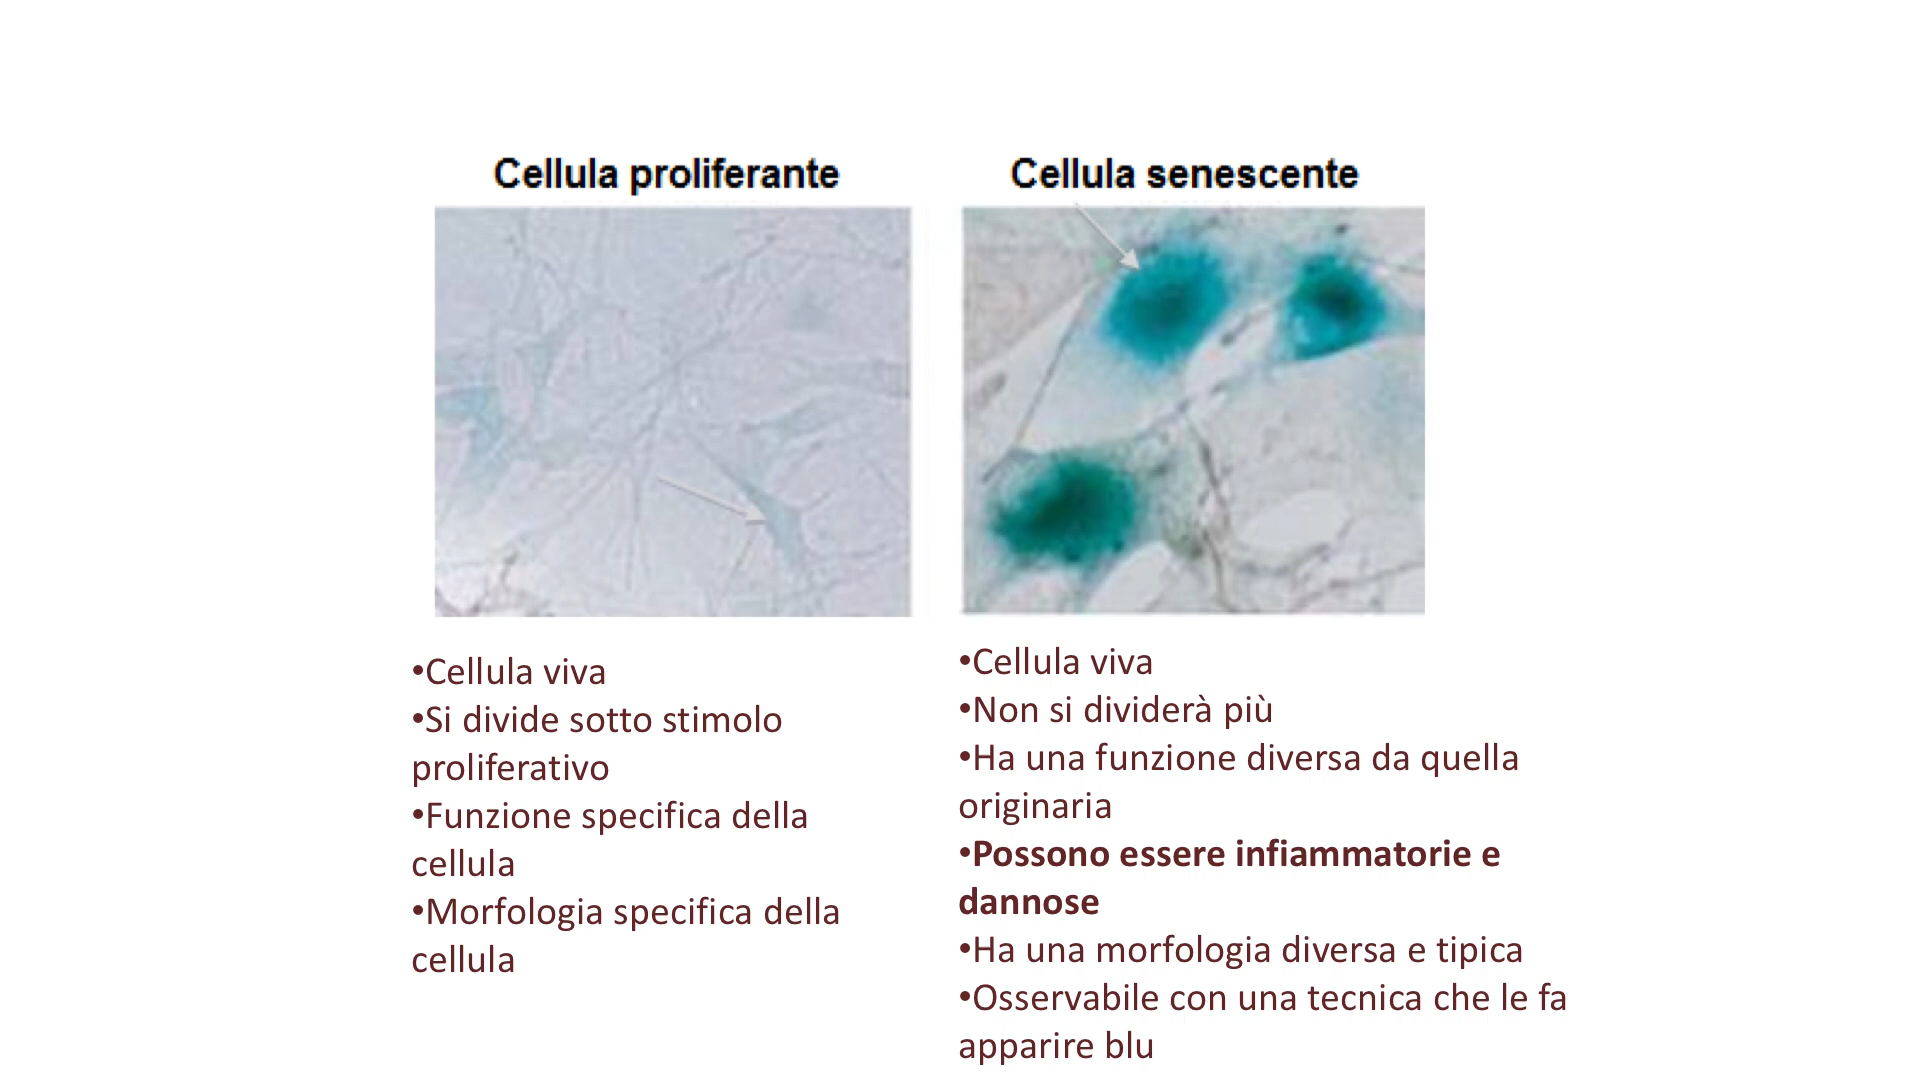 Cellula proliferante
Cellula senescente
•Cellula viva
•Si divide sotto stimolo
proliferativo
•Funzione specifica della
cellula
•Morfologia specifica della
cellula
•Cellula viva
•Non si dividerà più
•Ha una funzione diversa da quella
originaria
•Possono essere infiammatorie e
dannose
•Ha una morfologia diversa e tipica
•Osservabile con una tecnica che le fa
apparire blu